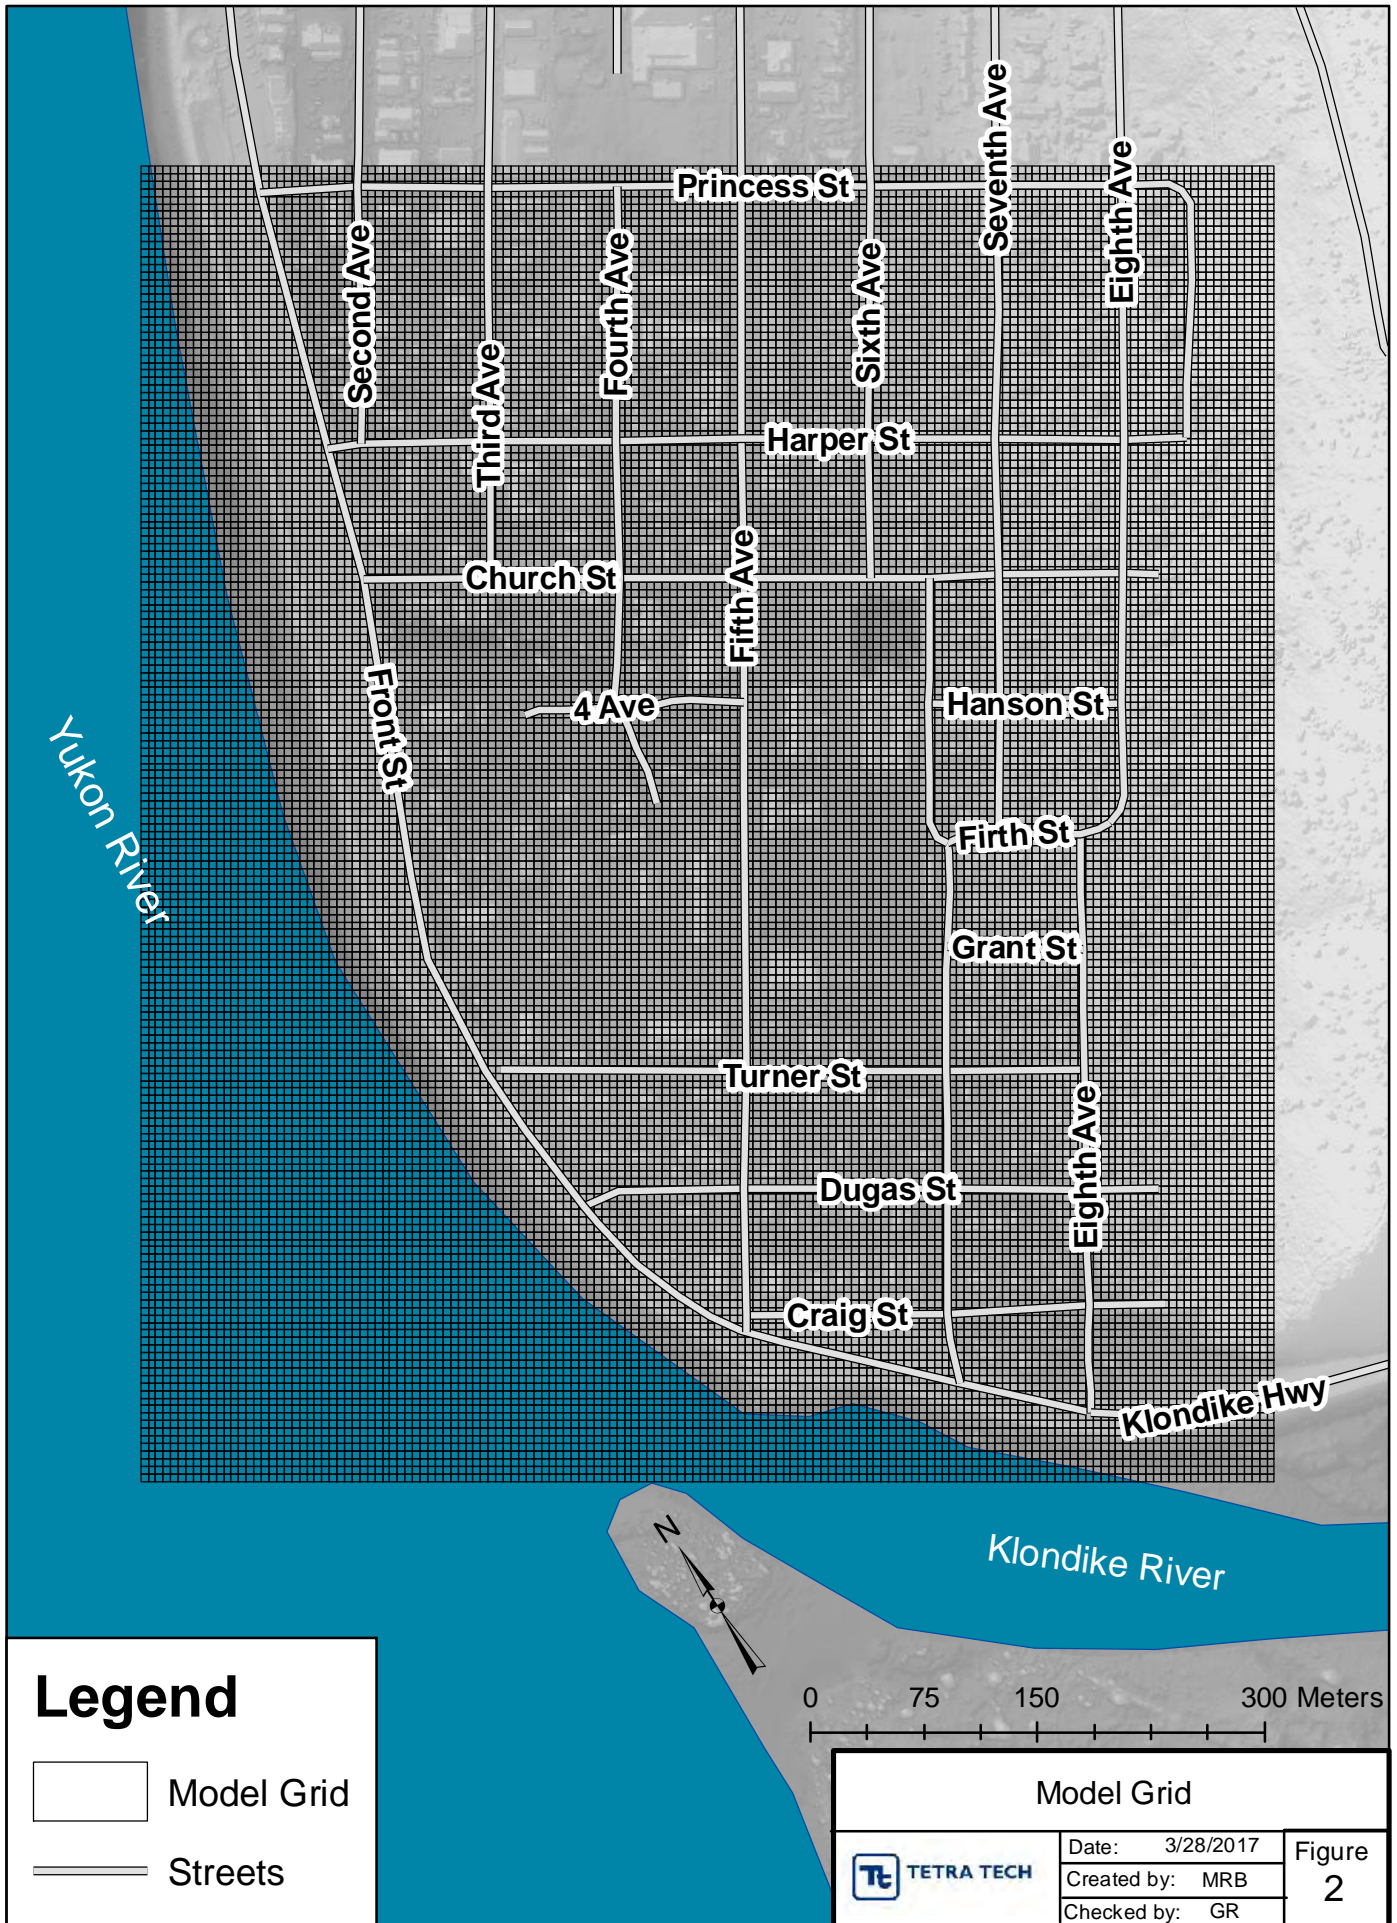 Seventh Ave
Eighth Ave
Princess St
Second Ave
Fourth Ave
Sixth Ave
Third Ave
Harper St
Fifth Ave
Church St
Front St
4 Ave
Hanson St
Yukon River
Firth St
Grant St
Turner St
Eighth Ave
Dugas St
Craig St
Klondike Hwy
N
Klondike River
Legend
Model Grid
Streets
0 75 150 300 Meters
Model Grid
Tt TETRA TECH
Date: 3/28/2017
Created by: MRB
Checked by: GR
Figure
2